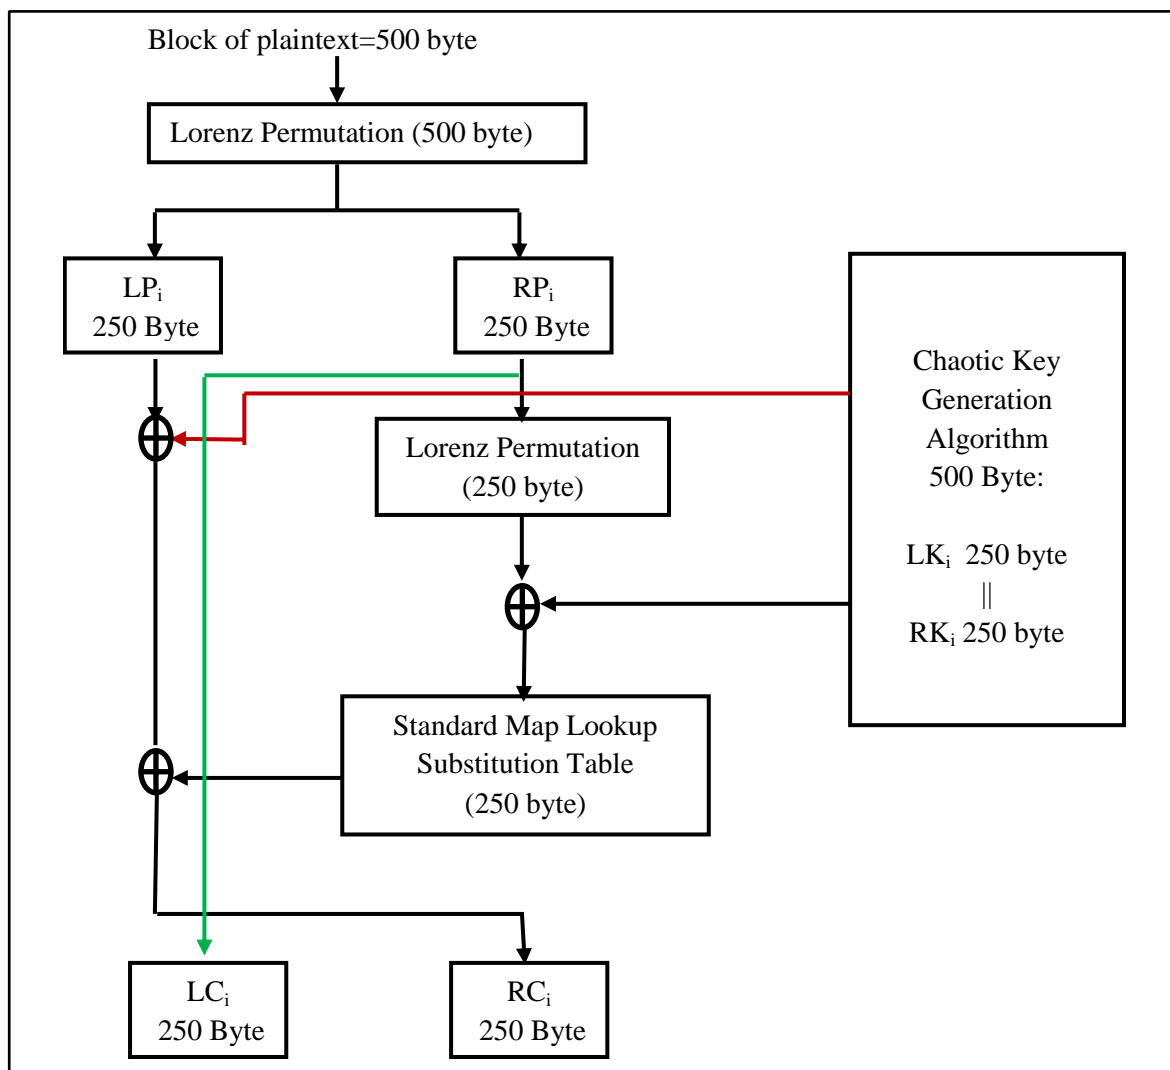 Block of plaintext=500 byte
Lorenz Permutation (500 byte)
LPi
250 Byte
RPi
250 Byte
Chaotic Key
Generation
Algorithm
500 Byte:
LKi 250 byte
||
RKi 250 byte
Lorenz Permutation
(250 byte)
Standard Map Lookup
Substitution Table
(250 byte)
LCi
250 Byte
RCi
250 Byte